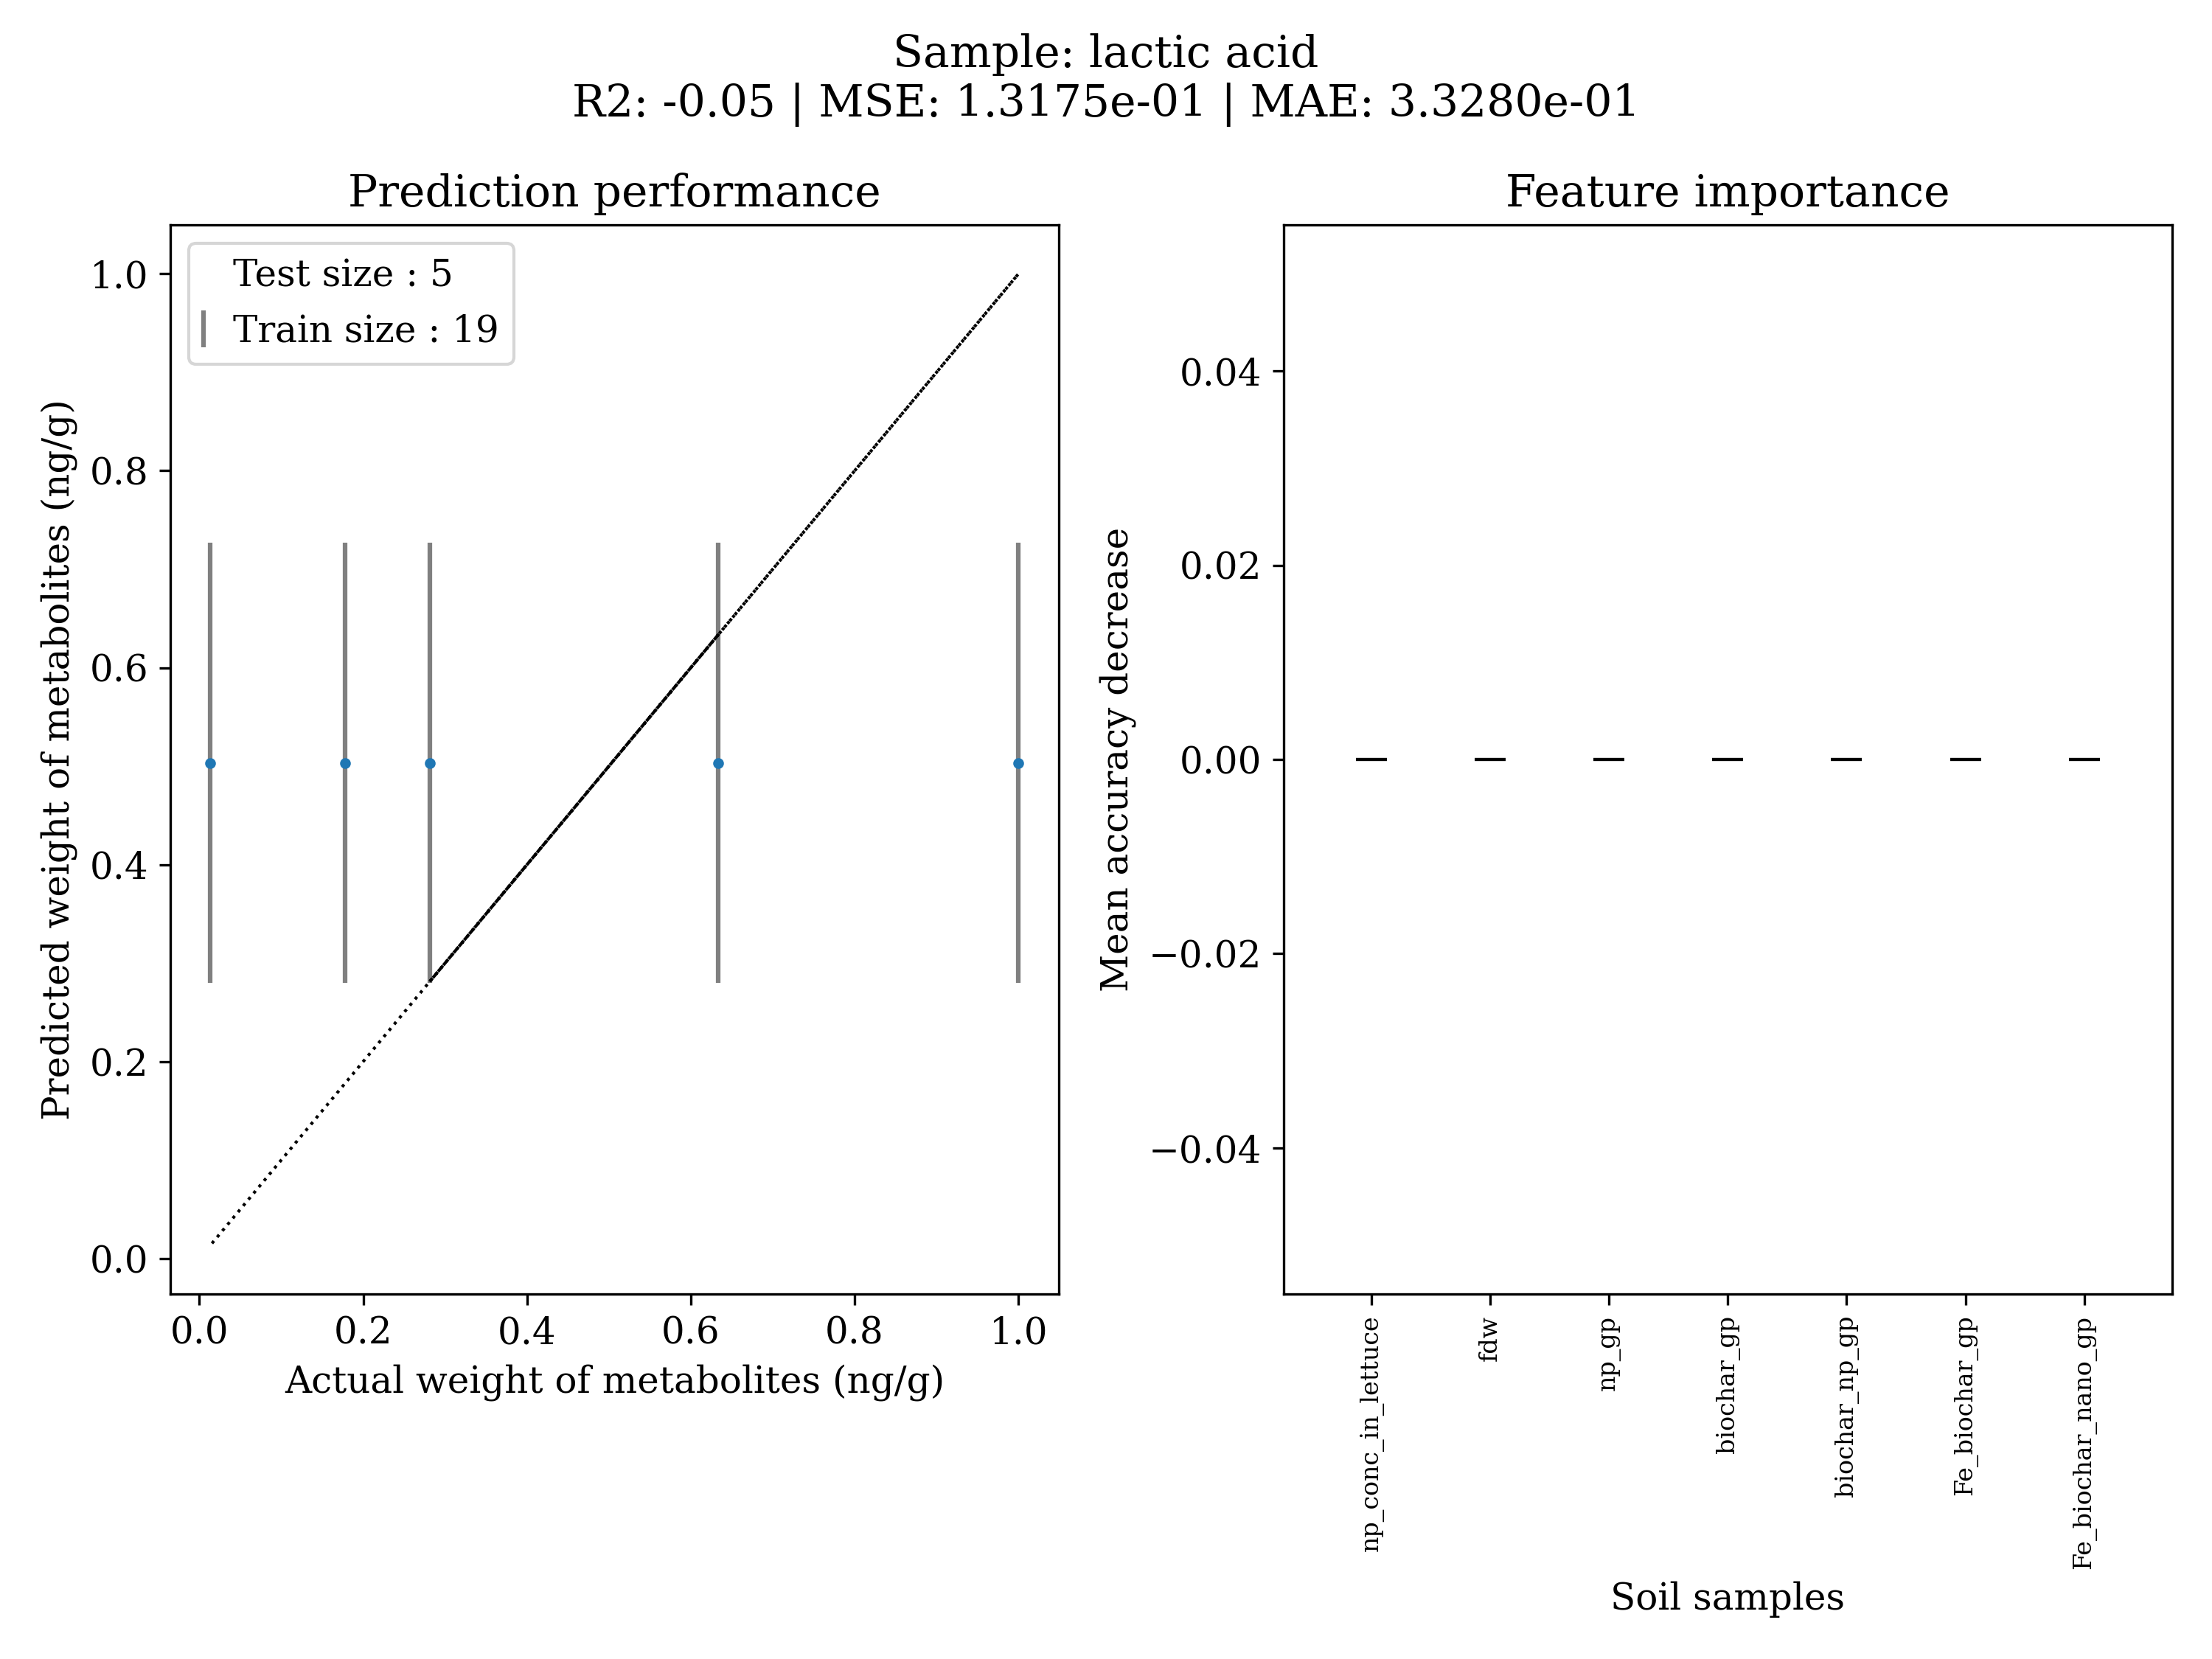 Sample: lactic acid
R2: -0.05 | MSE: 1.3175e-01 | MAE: 3.3280e-01
Prediction performance
Test size : 5
Train size : 19
1.0
0.8
0.6
0.4
0.2
0.0
Predicted weight of metabolites (ng/g)
0.0 0.2 0.4 0.6 0.8 1.0
Actual weight of metabolites (ng/g)
Feature importance
0.04
0.02
0.00
−0.02
−0.04
Mean accuracy decrease
np_conc_in_lettuce
fdw
np_gp
biochar_gp
biochar_np_gp
Fe_biochar_gp
Fe_biochar_nano_gp
Soil samples